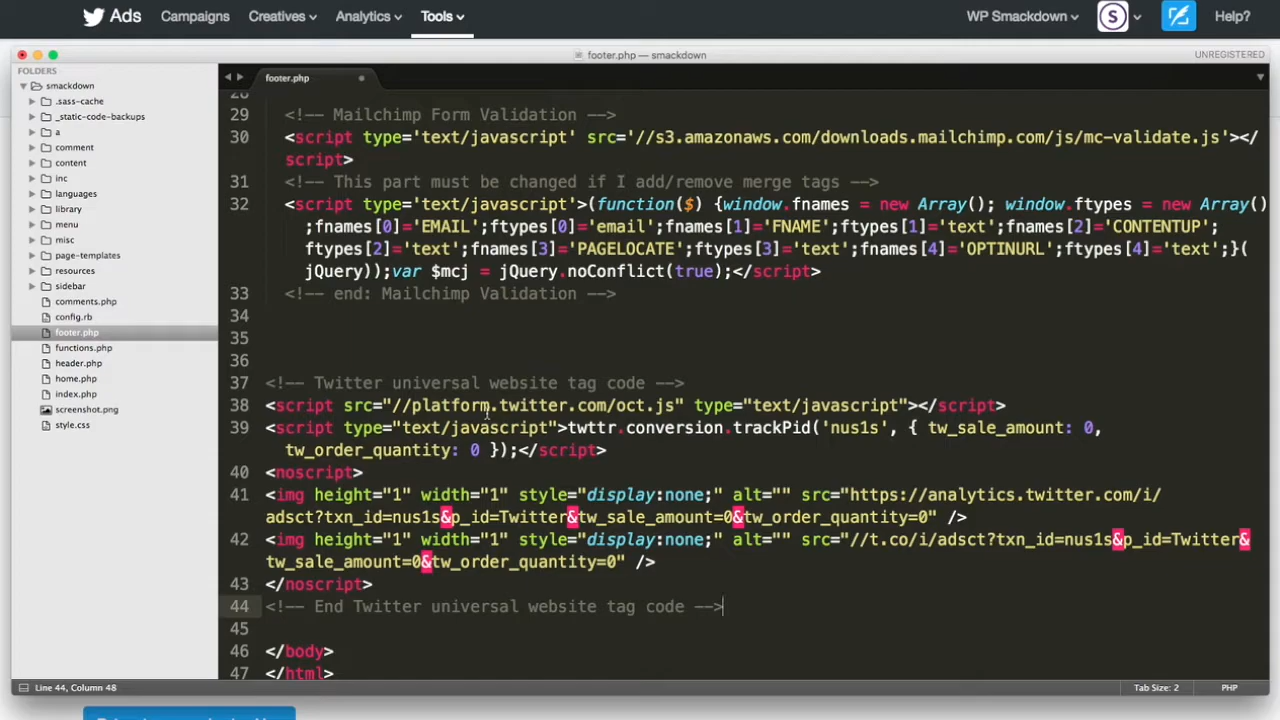 Ads Campaigns Creatives Analytics Tools WP Smackdown S Help?
footer.php — smackdown UNREGISTERED
FOLDERS
smackdown
.sass-cache
_static-code-backups
a
comment
content
inc
languages
library
menu
misc
page-templates
resources
sidebar
comments.php
config.rb
footer.php
functions.php
header.php
home.php
index.php
screenshot.png
style.css
footer.php
28
29 <!-- Mailchimp Form Validation -->
30 <script type='text/javascript' src='//s3.amazonaws.com/downloads.mailchimp.com/js/mc-validate.js'></
script>
31 <!-- This part must be changed if I add/remove merge tags -->
32 <script type='text/javascript'>(function($) {window.fnames = new Array(); window.ftypes = new Array()
;fnames[0]='EMAIL';ftypes[0]='email';fnames[1]='FNAME';ftypes[1]='text';fnames[2]='CONTENTUP';
ftypes[2]='text';fnames[3]='PAGELOCATE';ftypes[3]='text';fnames[4]='OPTINURL';ftypes[4]='text';}(
jQuery));var $mcj = jQuery.noConflict(true);</script>
33 <!-- end: Mailchimp Validation -->
34
35
36
37 <!-- Twitter universal website tag code -->
38 <script src="//platform.twitter.com/oct.js" type="text/javascript"></script>
39 <script type="text/javascript">twttr.conversion.trackPid('nus1s', { tw_sale_amount: 0,
tw_order_quantity: 0 });</script>
40 <noscript>
41 <img height="1" width="1" style="display:none;" alt="" src="https://analytics.twitter.com/i/
adsct?txn_id=nus1s&p_id=Twitter&tw_sale_amount=0&tw_order_quantity=0" />
42 <img height="1" width="1" style="display:none;" alt="" src="//t.co/i/adsct?txn_id=nus1s&p_id=Twitter&
tw_sale_amount=0&tw_order_quantity=0" />
43 </noscript>
44 <!-- End Twitter universal website tag code -->
45
46 </body>
47 </html>
Line 44, Column 48 Tab Size: 2 PHP